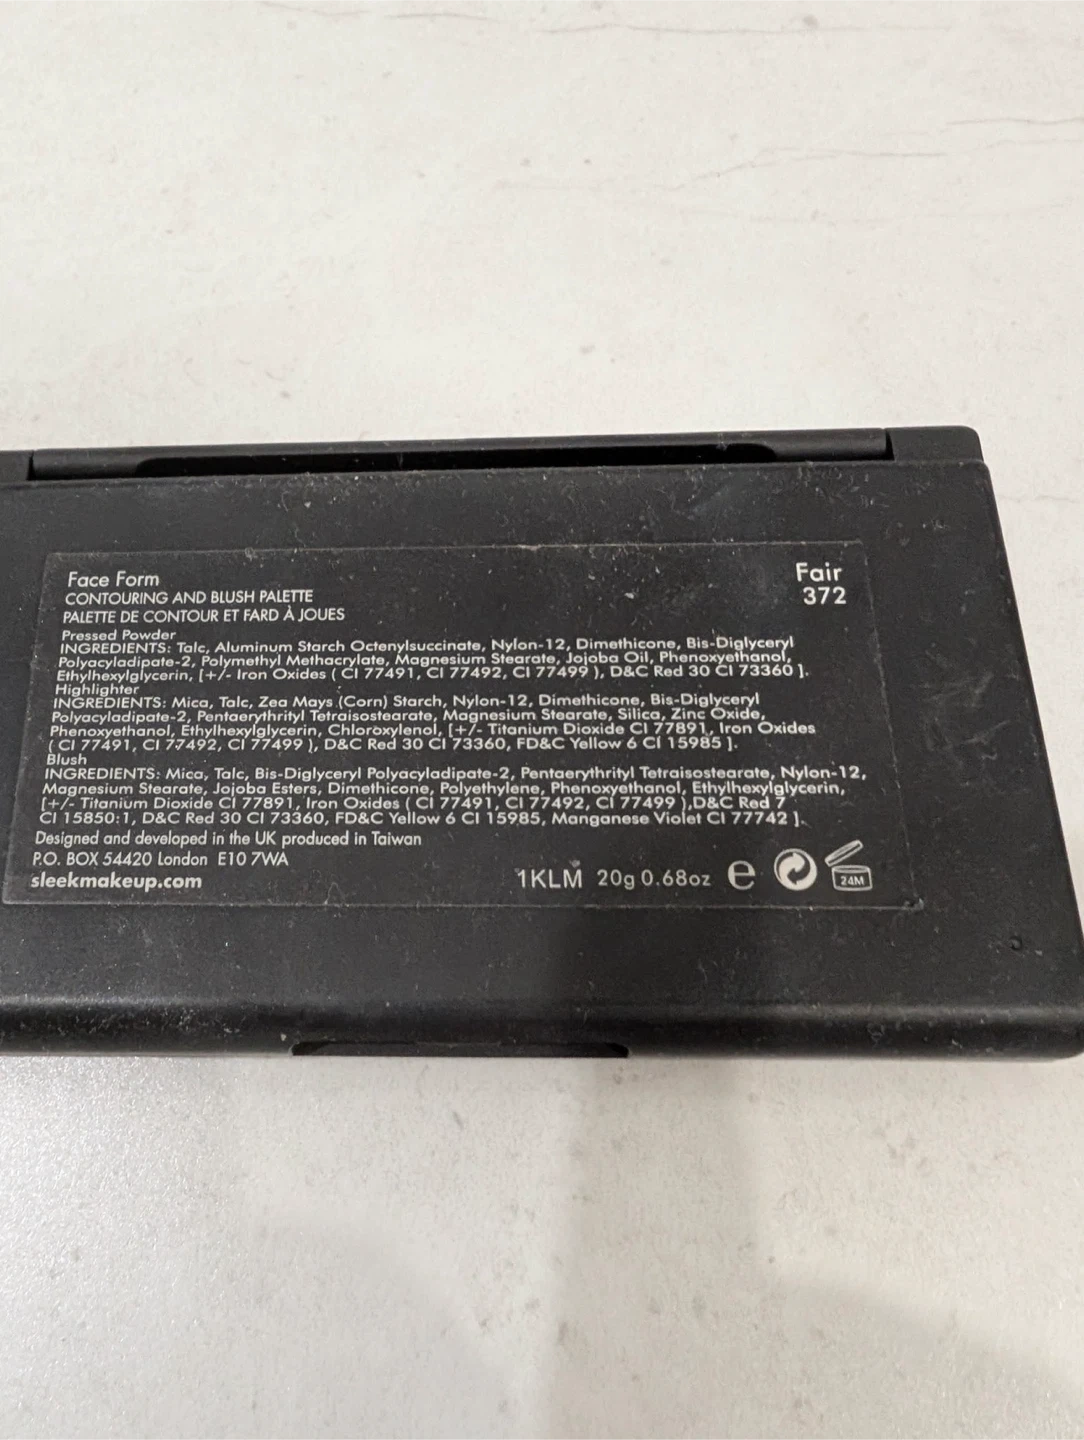 Face Form
CONTOURING AND BLUSH PALETTE
PALETTE DE CONTOUR ET FARD À JOUES
Fair
372
Pressed Powder
INGREDIENTS: Talc, Aluminum Starch Octenylsuccinate, Nylon-12, Dimethicone, Bis-Diglyceryl
Polyacyladipate-2, Polymethyl Methacrylate, Magnesium Stearate, Jojoba Oil, Phenoxyethanol,
Ethylhexylglycerin, [+/- Iron Oxides ( CI 77491, CI 77492, CI 77499 ), D&C Red 30 CI 73360 ].
Highlighter
INGREDIENTS: Mica, Talc, Zea Mays (Corn) Starch, Nylon-12, Dimethicone, Bis-Diglyceryl
Polyacyladipate-2, Pentaerythrityl Tetraisostearate, Magnesium Stearate, Silica, Zinc Oxide,
Phenoxyethanol, Ethylhexylglycerin, Chloroxylenol, [+/- Titanium Dioxide CI 77891, Iron Oxides
( CI 77491, CI 77492, CI 77499 ), D&C Red 30 CI 73360, FD&C Yellow 6 CI 15985 ].
Blush
INGREDIENTS: Mica, Talc, Bis-Diglyceryl Polyacyladipate-2, Pentaerythrityl Tetraisostearate, Nylon-12,
Magnesium Stearate, Jojoba Esters, Dimethicone, Polyethylene, Phenoxyethanol, Ethylhexylglycerin,
[+/- Titanium Dioxide CI 77891, Iron Oxides ( CI 77491, CI 77492, CI 77499 ),D&C Red 7
CI 15850:1, D&C Red 30 CI 73360, FD&C Yellow 6 CI 15985, Manganese Violet CI 77742 ].
Designed and developed in the UK produced in Taiwan
P.O. BOX 54420 London E10 7WA
sleekmakeup.com
1KLM 20g 0.68oz e
24M